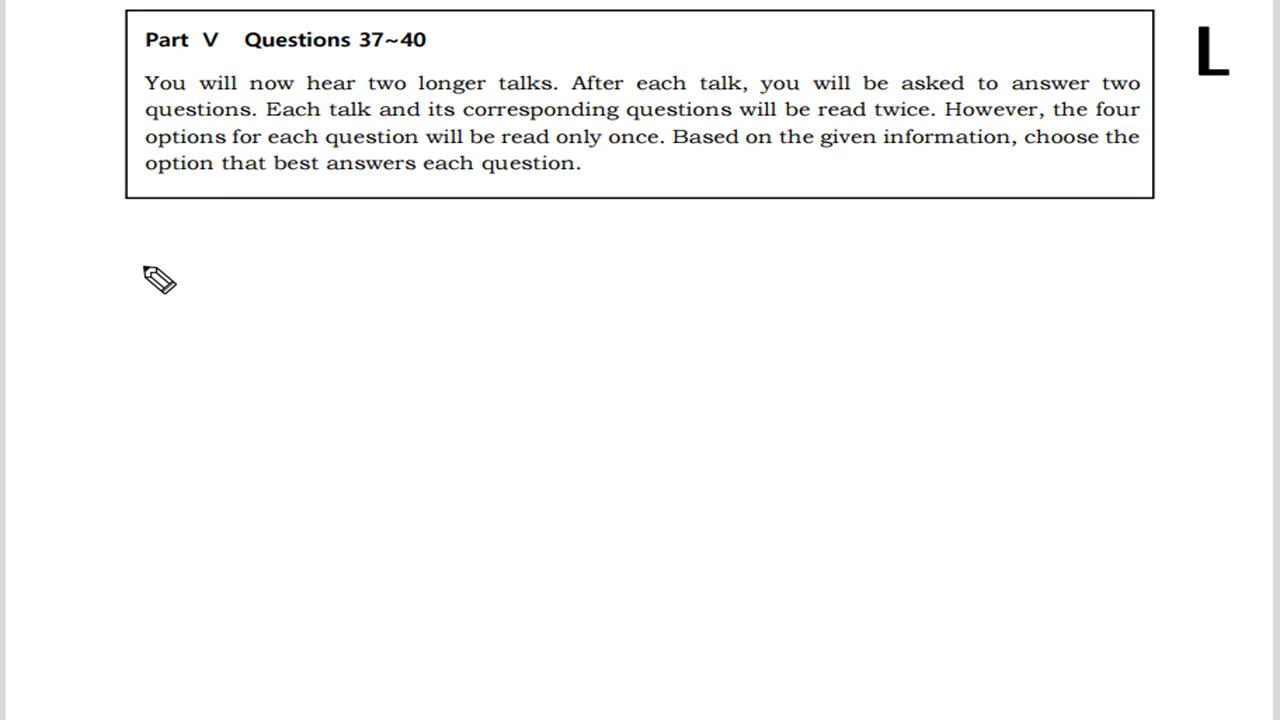 Part V Questions 37~40
L
You will now hear two longer talks. After each talk, you will be asked to answer two
questions. Each talk and its corresponding questions will be read twice. However, the four
options for each question will be read only once. Based on the given information, choose the
option that best answers each question.